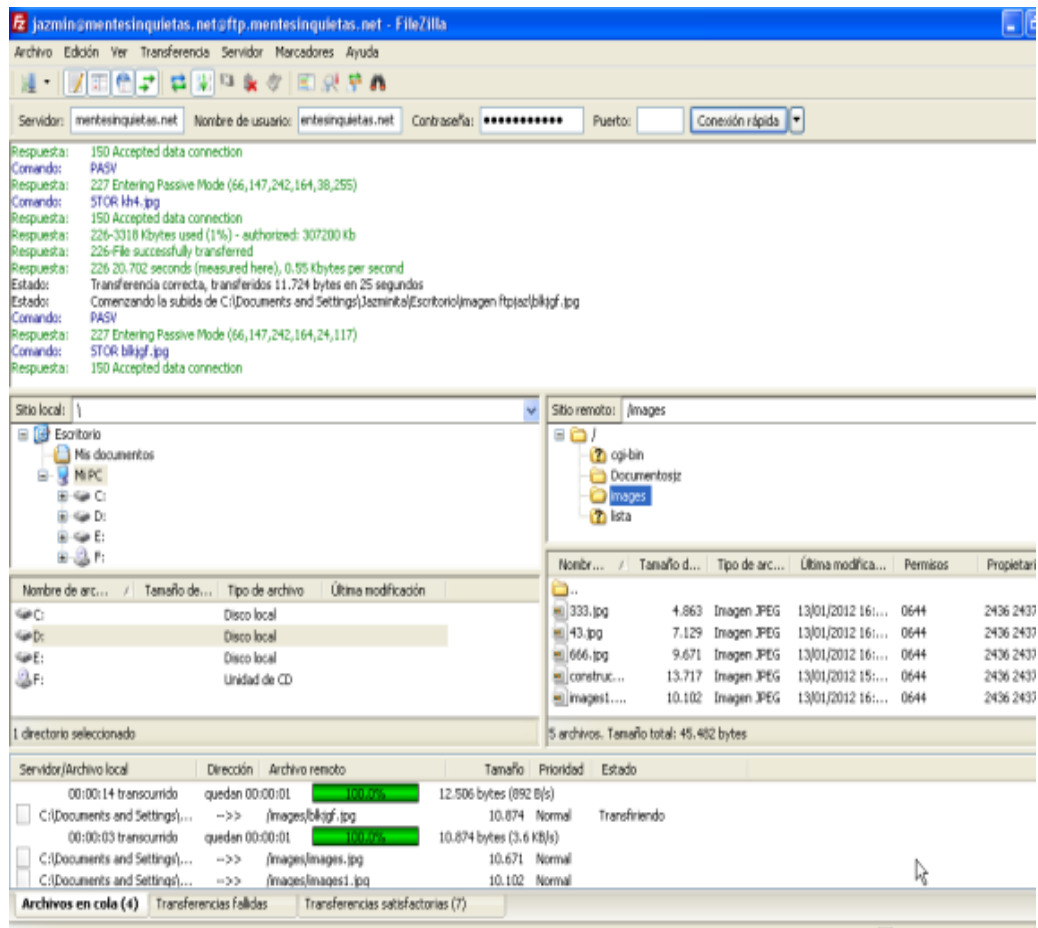 jazmin@mentesinquietas.net@ftp.mentesinquietas.net - FileZilla
Archivo Edición Ver Transferencia Servidor Marcadores Ayuda
Servidor: mentesinquietas.net Nombre de usuario: entesinquietas.net Contraseña: ●●●●●●●●●●● Puerto: Conexión rápida
Respuesta: 150 Accepted data connection
Comando: PASV
Respuesta: 227 Entering Passive Mode (66,147,242,164,38,255)
Comando: STOR kh4.jpg
Respuesta: 150 Accepted data connection
Respuesta: 226-3318 Kbytes used (1%) - authorized: 307200 Kb
Respuesta: 226-File successfully transferred
Respuesta: 226 20.702 seconds (measured here), 0.55 Kbytes per second
Estado: Transferencia correcta, transferidos 11.724 bytes en 25 segundos
Estado: Comenzando la subida de C:\Documents and Settings\Jazminita\Escritorio\imagen ftpjaz\blkjgf.jpg
Comando: PASV
Respuesta: 227 Entering Passive Mode (66,147,242,164,24,117)
Comando: STOR blkjgf.jpg
Respuesta: 150 Accepted data connection
Sitio local: \
Escritorio
Mis documentos
Mi PC
C:
D:
E:
F:
Nombre de arc... / Tamaño de... Tipo de archivo Última modificación
C: Disco local
D: Disco local
E: Disco local
F: Unidad de CD
1 directorio seleccionado
Sitio remoto: /images
/
cgi-bin
Documentosjz
images
lista
Nombr... / Tamaño d... Tipo de arc... Última modifica... Permisos Propietari
..
333.jpg 4.863 Imagen JPEG 13/01/2012 16:... 0644 2436 2437
43.jpg 7.129 Imagen JPEG 13/01/2012 16:... 0644 2436 2437
666.jpg 9.671 Imagen JPEG 13/01/2012 16:... 0644 2436 2437
construc... 13.717 Imagen JPEG 13/01/2012 15:... 0644 2436 2437
images1.... 10.102 Imagen JPEG 13/01/2012 16:... 0644 2436 2437
5 archivos. Tamaño total: 45.482 bytes
Servidor/Archivo local Dirección Archivo remoto Tamaño Prioridad Estado
00:00:14 transcurrido quedan 00:00:01 100.0% 12.506 bytes (892 B/s)
C:\Documents and Settings\... -->> /images/blkjgf.jpg 10.874 Normal Transfiriendo
00:00:03 transcurrido quedan 00:00:01 100.0% 10.874 bytes (3.6 KB/s)
C:\Documents and Settings\... -->> /images/images.jpg 10.671 Normal
C:\Documents and Settings\... -->> /images/images1.jpg 10.102 Normal
Archivos en cola (4) Transferencias fallidas Transferencias satisfactorias (7)